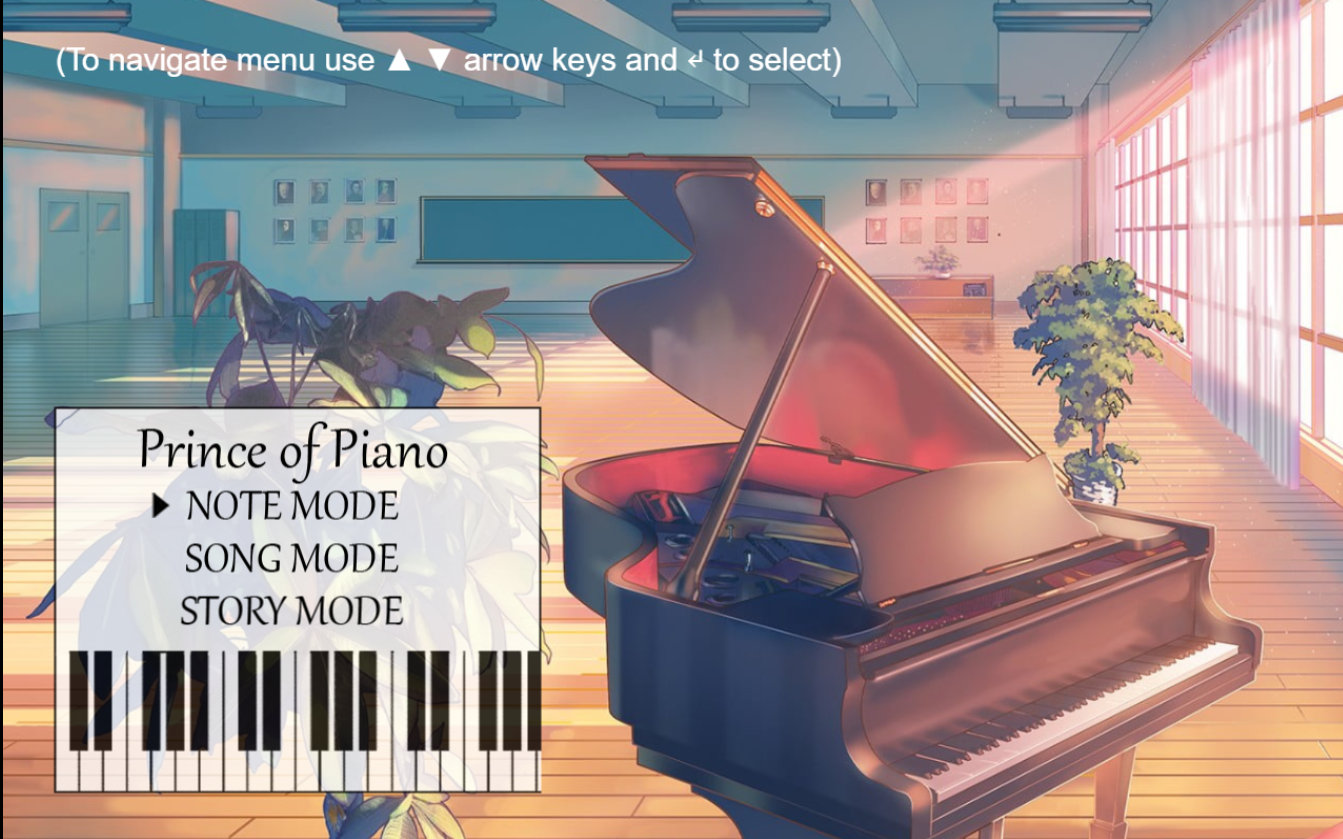 (To navigate menu use ▲ ▼ arrow keys and ↵ to select)
Prince of Piano
▶ NOTE MODE
SONG MODE
STORY MODE